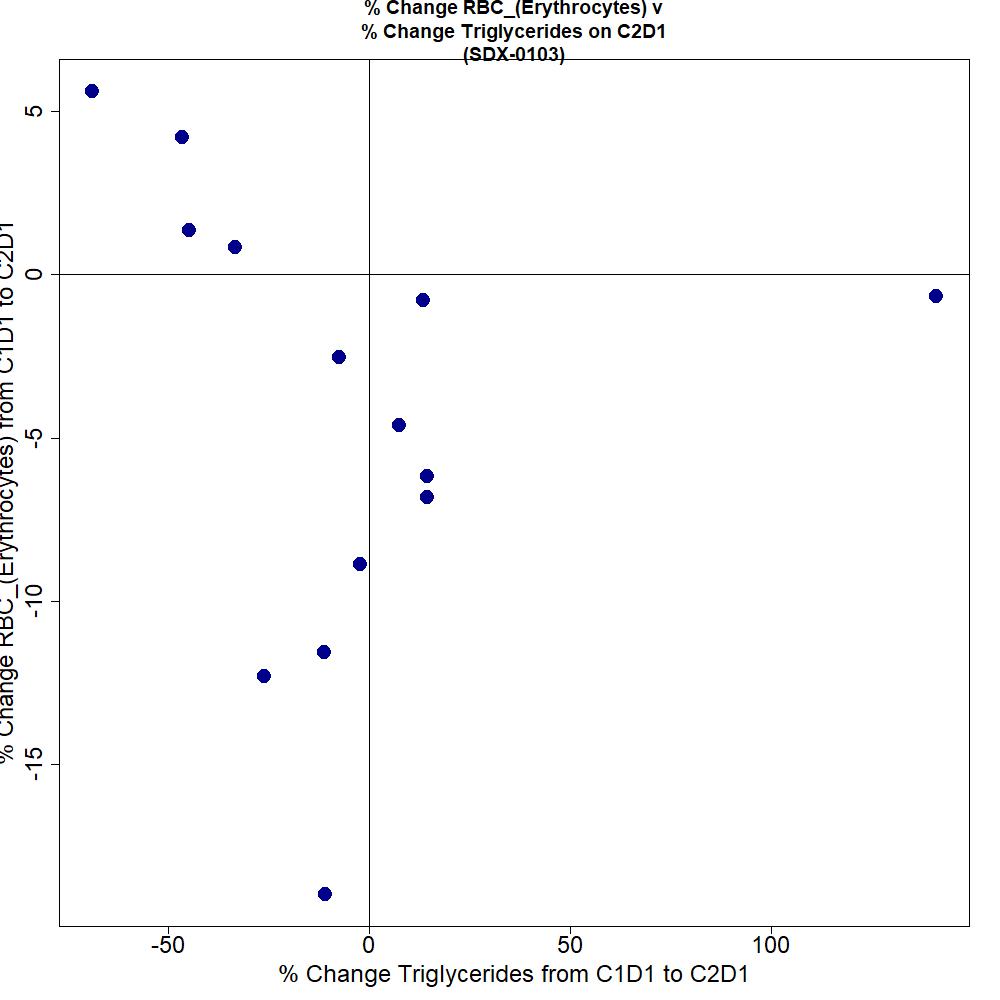 % Change RBC_(Erythrocytes) v
% Change Triglycerides on C2D1
(SDX-0103)
% Change RBC_(Erythrocytes) from C1D1 to C2D1
5
0
-5
-10
-15
-50
0
50
100
% Change Triglycerides from C1D1 to C2D1